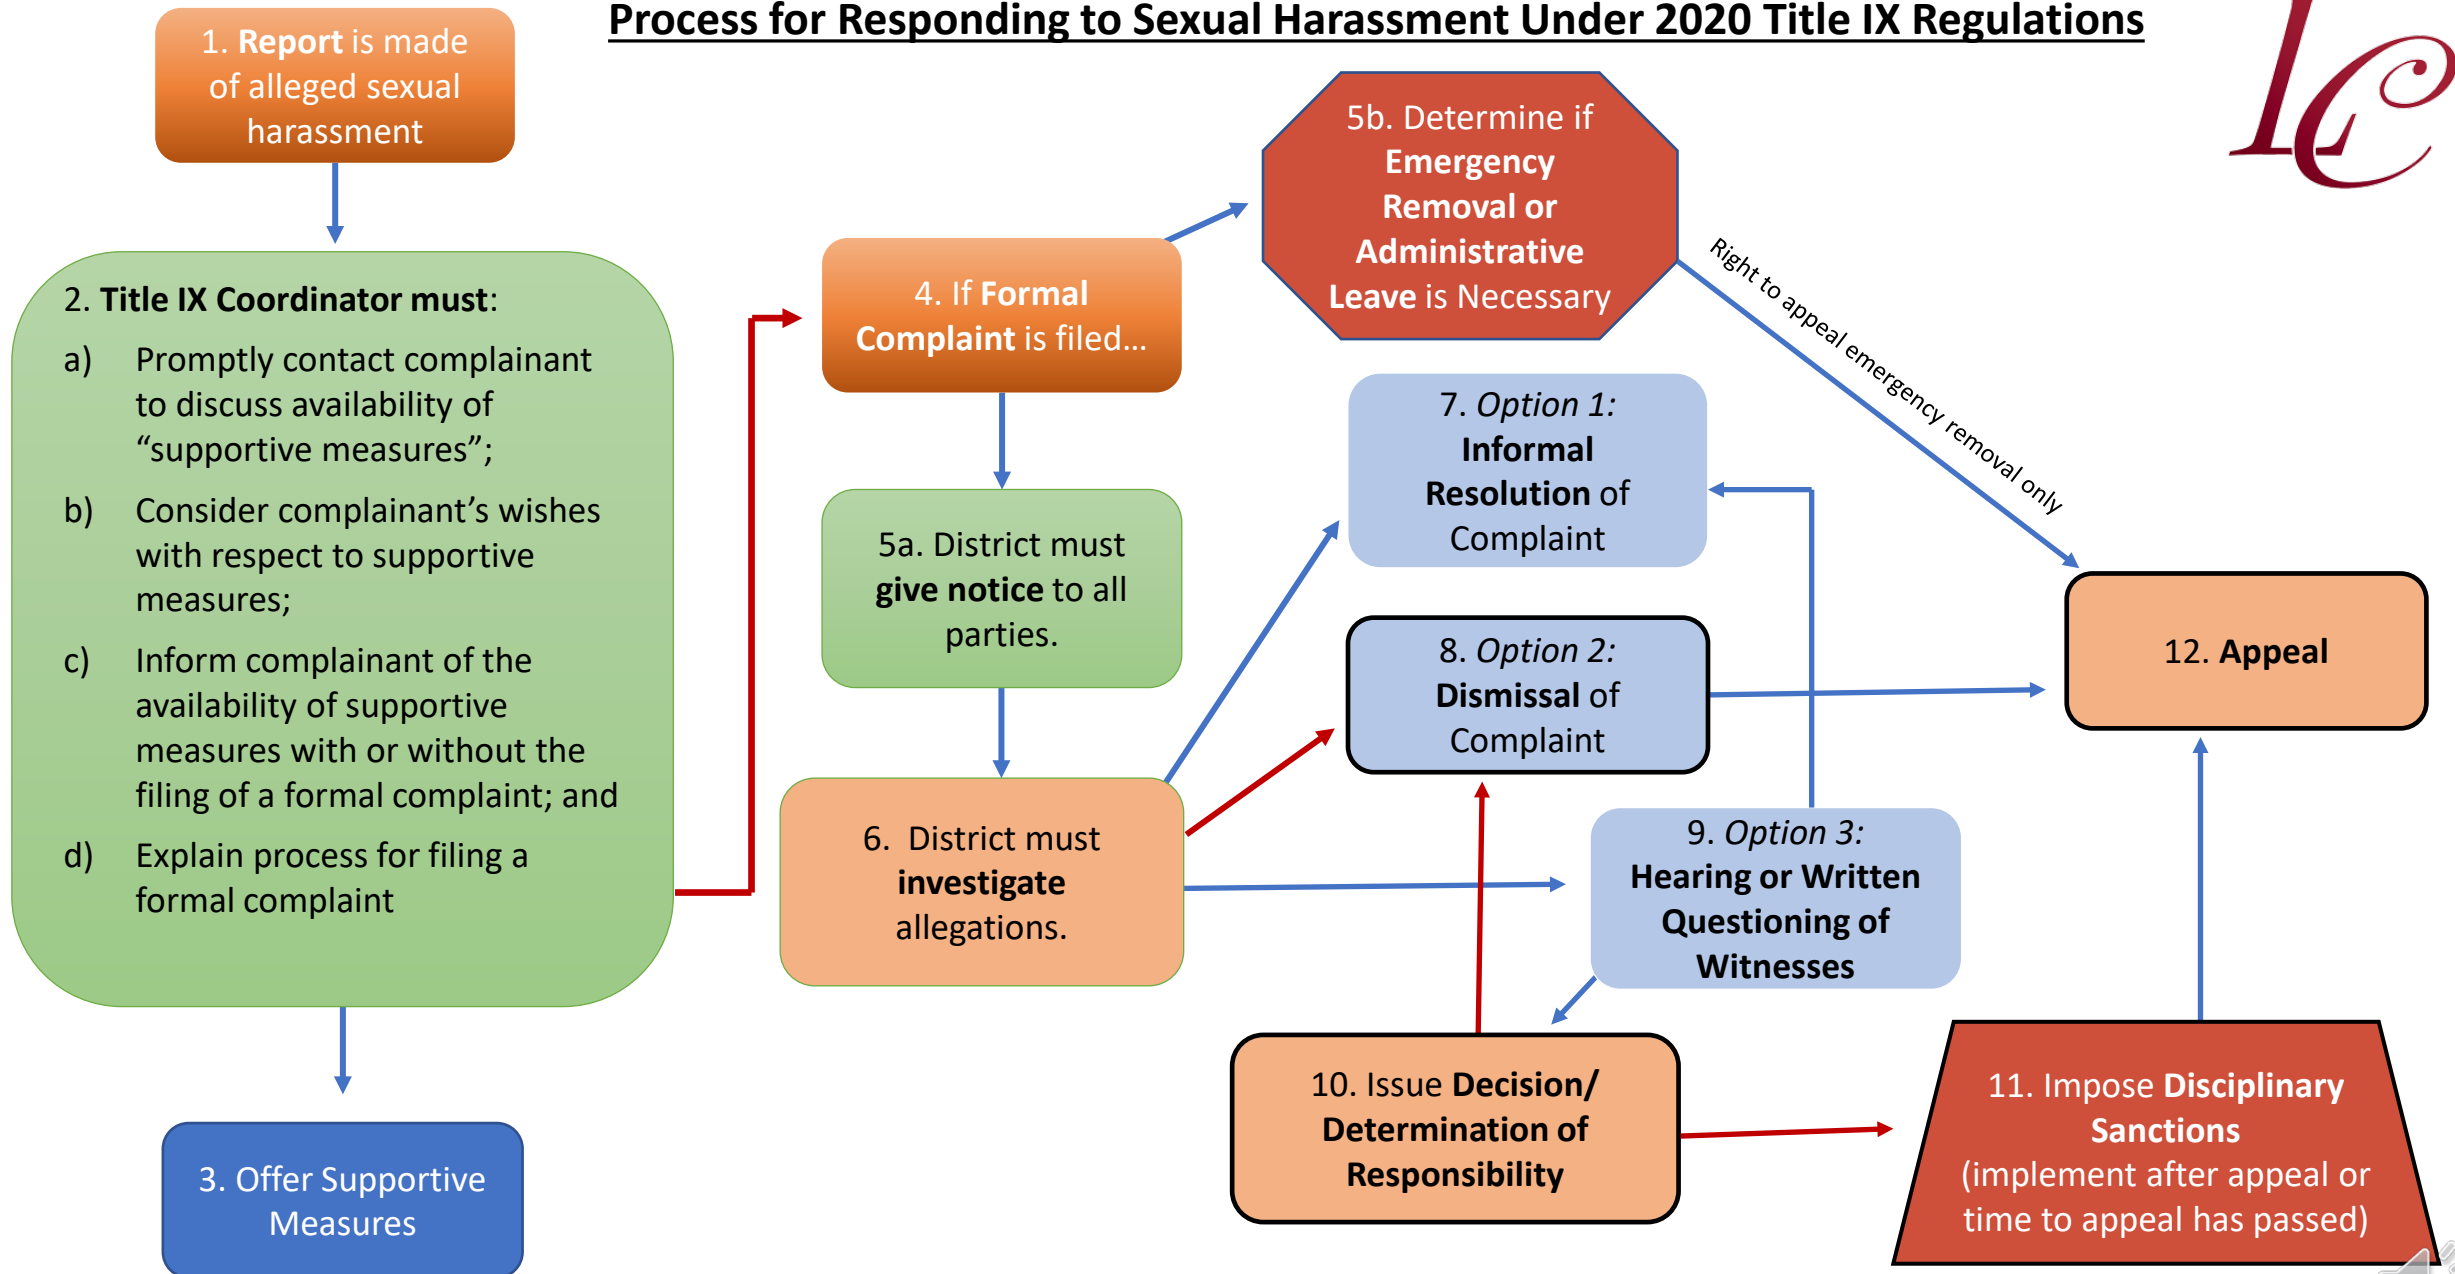 Process for Responding to Sexual Harassment Under 2020 Title IX Regulations
LC
1. Report is made
of alleged sexual
harassment
2. Title IX Coordinator must:
a) Promptly contact complainant
to discuss availability of
“supportive measures”;
b) Consider complainant’s wishes
with respect to supportive
measures;
c) Inform complainant of the
availability of supportive
measures with or without the
filing of a formal complaint; and
d) Explain process for filing a
formal complaint
3. Offer Supportive
Measures
4. If Formal
Complaint is filed…
5a. District must
give notice to all
parties.
5b. Determine if
Emergency
Removal or
Administrative
Leave is Necessary
Right to appeal emergency removal only
6. District must
investigate
allegations.
7. Option 1:
Informal
Resolution of
Complaint
8. Option 2:
Dismissal of
Complaint
9. Option 3:
Hearing or Written
Questioning of
Witnesses
10. Issue Decision/
Determination of
Responsibility
11. Impose Disciplinary
Sanctions
(implement after appeal or
time to appeal has passed)
12. Appeal